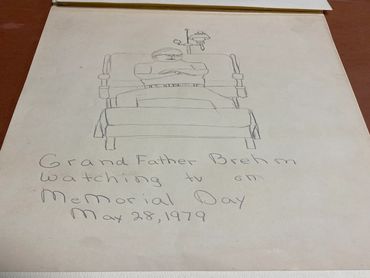 Grand Father Brehm
watching tv on
Memorial Day
May 28, 1979